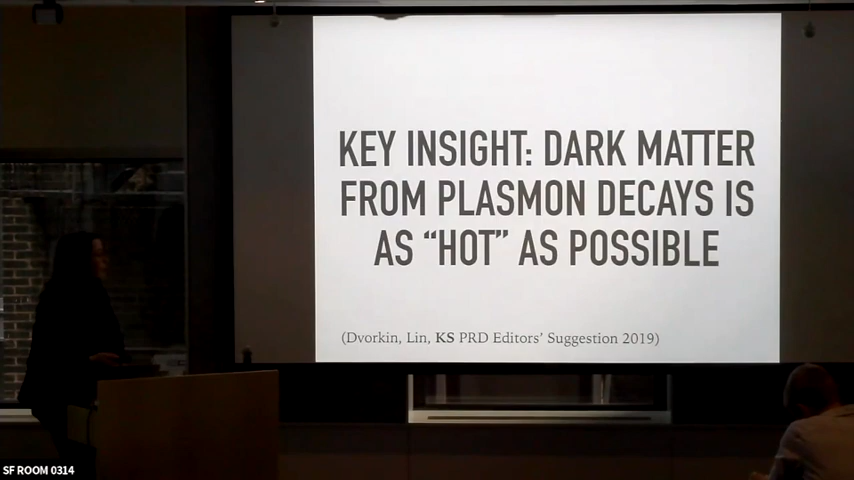 KEY INSIGHT: DARK MATTER
FROM PLASMON DECAYS IS
AS “HOT” AS POSSIBLE
(Dvorkin, Lin, KS PRD Editors’ Suggestion 2019)
SF ROOM 0314